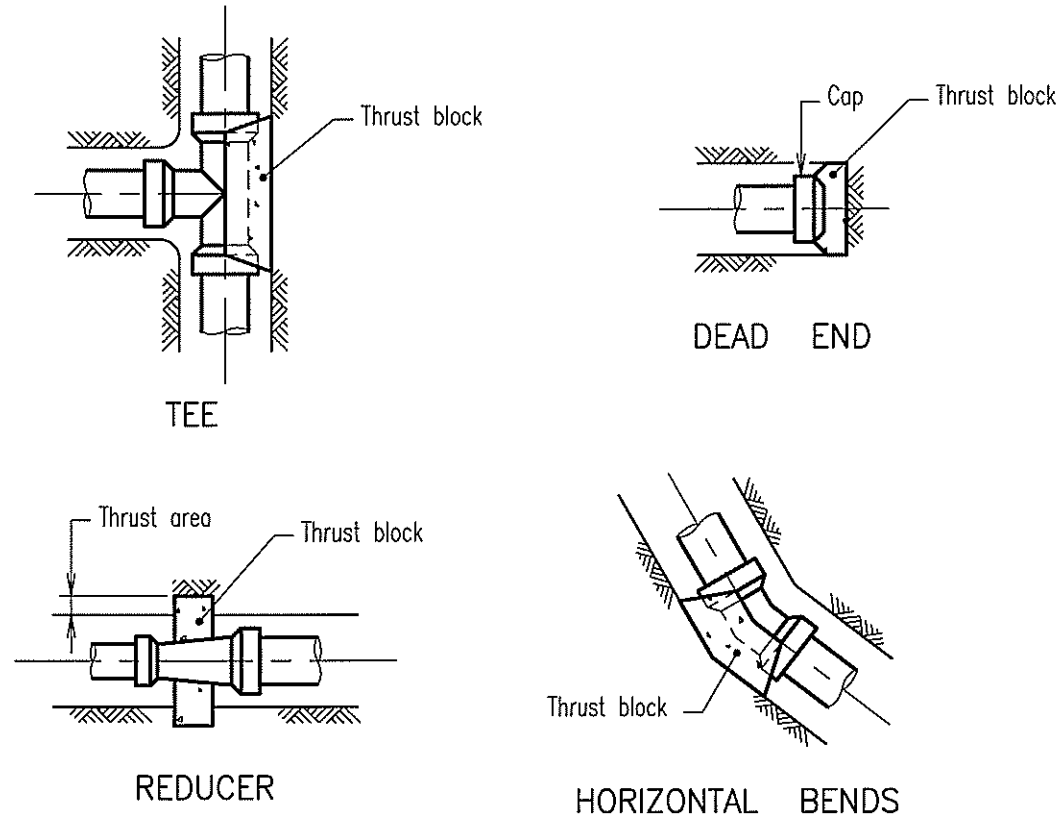 Thrust block
TEE
Cap
Thrust block
DEAD END
Thrust area
Thrust block
REDUCER
Thrust block
HORIZONTAL BENDS